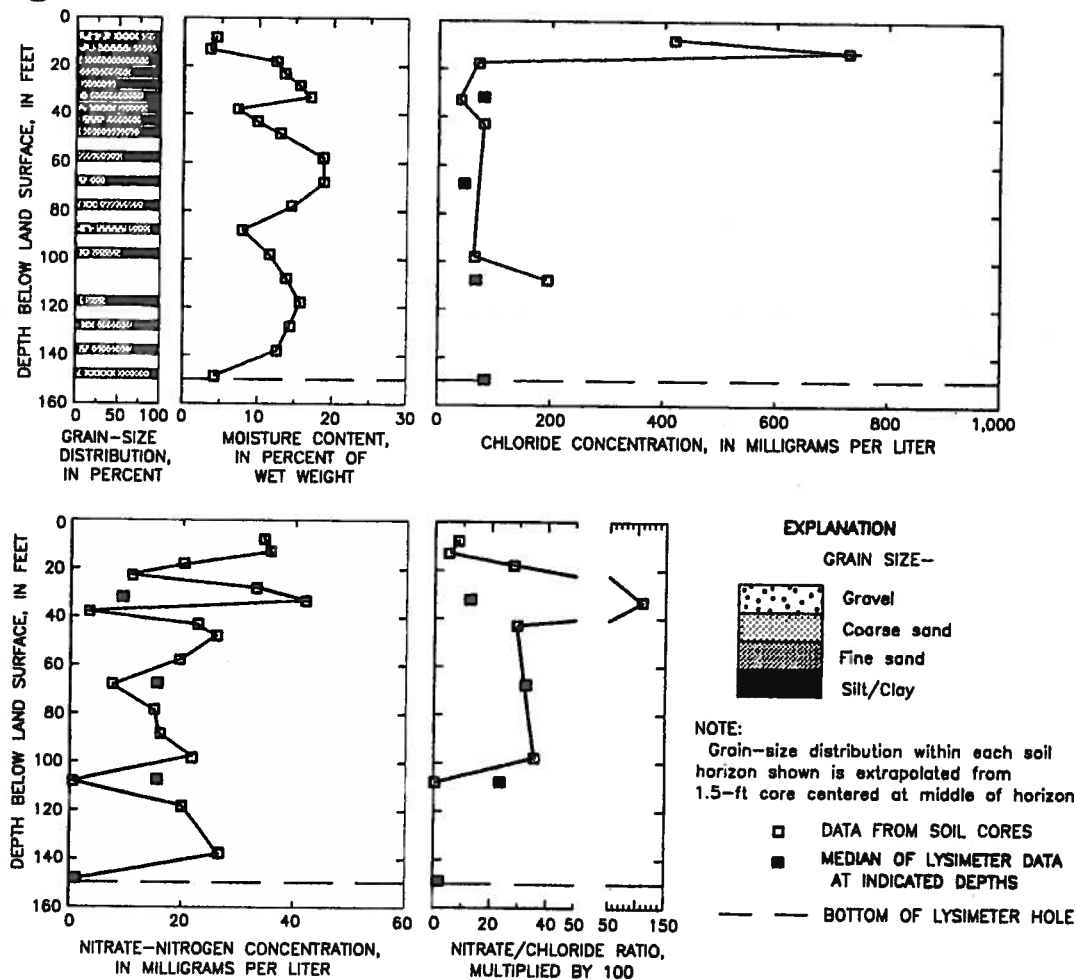 DEPTH BELOW LAND SURFACE, IN FEET
0
20
40
60
80
100
120
140
160
0 50 100
GRAIN-SIZE
DISTRIBUTION,
IN PERCENT
0 10 20 30
MOISTURE CONTENT,
IN PERCENT OF
WET WEIGHT
0 200 400 600 800 1,000
CHLORIDE CONCENTRATION, IN MILLIGRAMS PER LITER
DEPTH BELOW LAND SURFACE, IN FEET
0
20
40
60
80
100
120
140
160
0 20 40 60
NITRATE-NITROGEN CONCENTRATION,
IN MILLIGRAMS PER LITER
0 10 20 30 40 50 50 150
NITRATE/CHLORIDE RATIO,
MULTIPLIED BY 100
EXPLANATION
GRAIN SIZE—
Gravel
Coarse sand
Fine sand
Silt/Clay
NOTE:
Grain-size distribution within each soil
horizon shown is extrapolated from
1.5-ft core centered at middle of horizon
DATA FROM SOIL CORES
MEDIAN OF LYSIMETER DATA
AT INDICATED DEPTHS
BOTTOM OF LYSIMETER HOLE